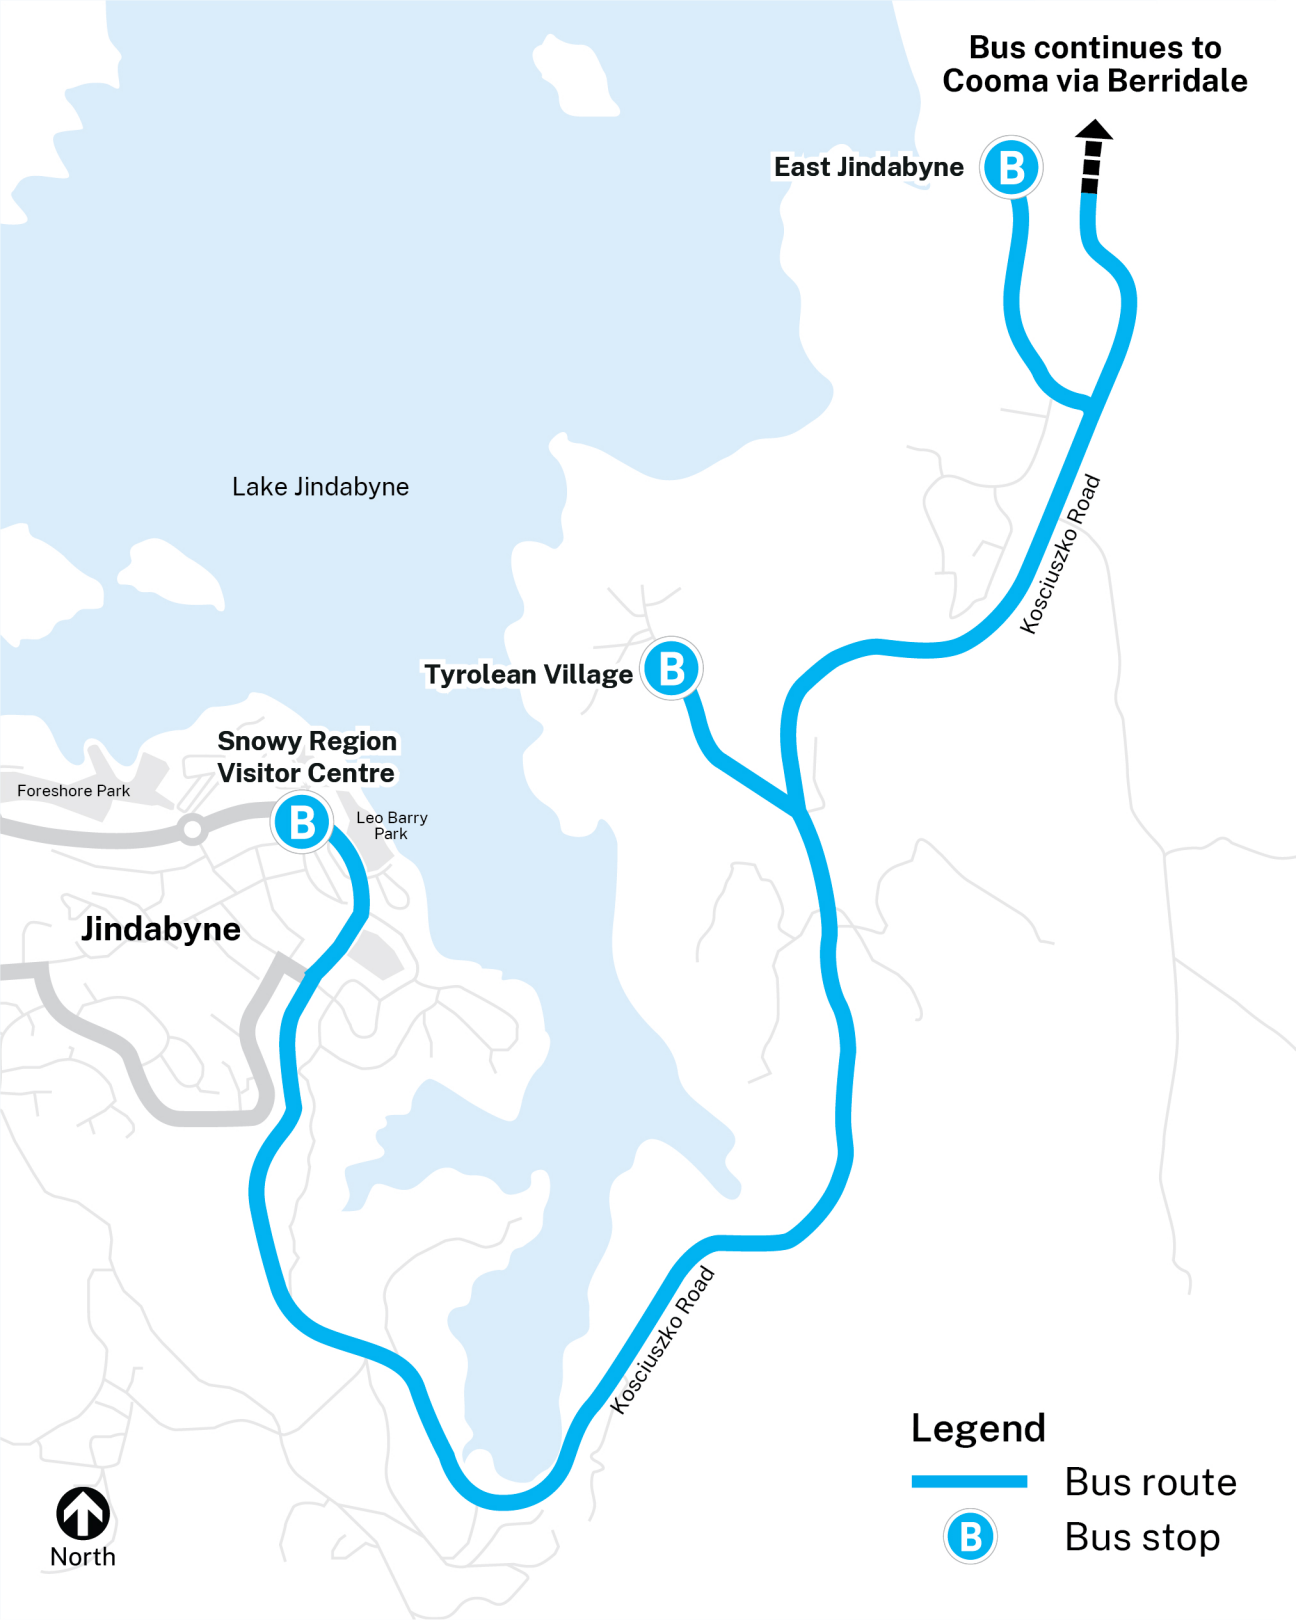 Bus continues to
Cooma via Berridale
East Jindabyne
B
Lake Jindabyne
Kosciuszko Road
Tyrolean Village
B
Snowy Region
Visitor Centre
Foreshore Park
B
Leo Barry
Park
Jindabyne
Kosciuszko Road
Legend
Bus route
B
Bus stop
North